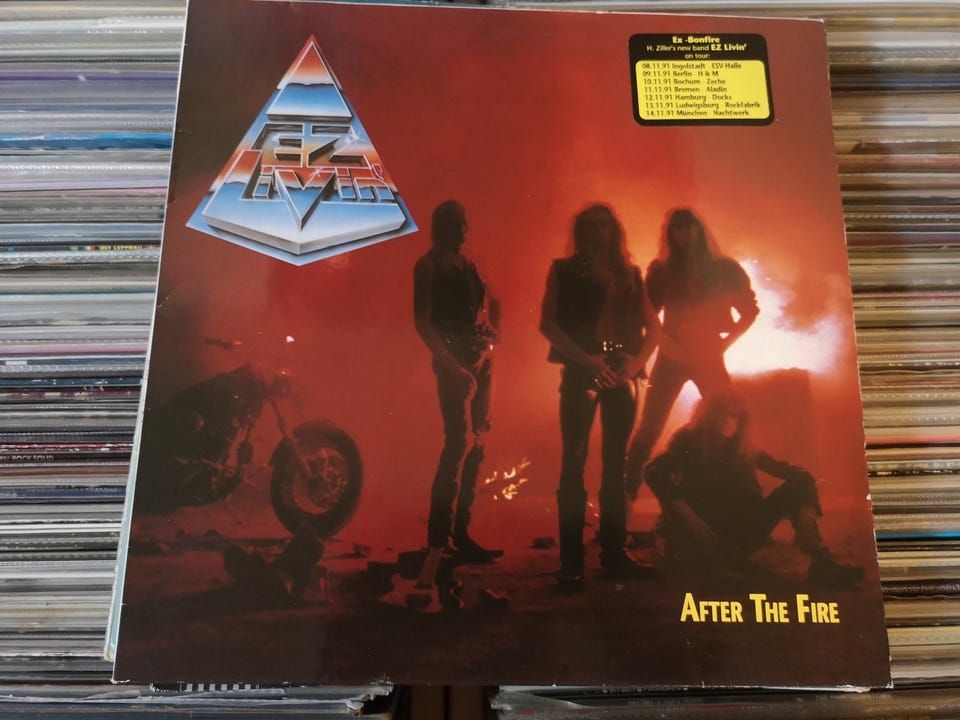 Ex -Bonfire
H. Ziller's new band EZ Livin'
on tour:
08.11.91 Ingolstadt - ESV-Halle
09.11.91 Berlin - H & M
10.11.91 Bochum - Zeche
11.11.91 Bremen - Aladin
12.11.91 Hamburg - Docks
13.11.91 Ludwigsburg - Rockfabrik
14.11.91 München - Nachtwerk
EZ
Livin'
After The Fire